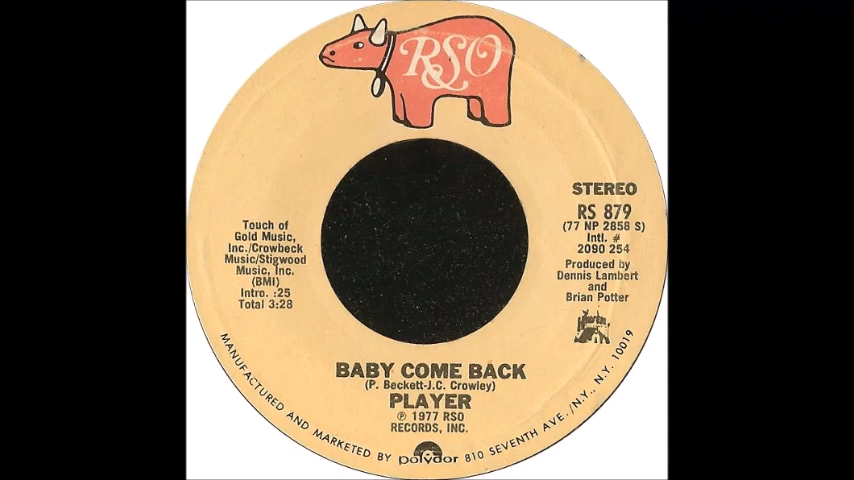 RSO
STEREO
RS 879
(77 NP 2858 S)
Intl. #
2090 254
Produced by
Dennis Lambert
and
Brian Potter
Touch of
Gold Music,
Inc./Crowbeck
Music/Stigwood
Music, Inc.
(BMI)
Intro. :25
Total 3:28
BABY COME BACK
(P. Beckett-J.C. Crowley)
PLAYER
℗ 1977 RSO
RECORDS, INC.
MANUFACTURED AND MARKETED BY polydor 810 SEVENTH AVE./N.Y., N.Y. 10019